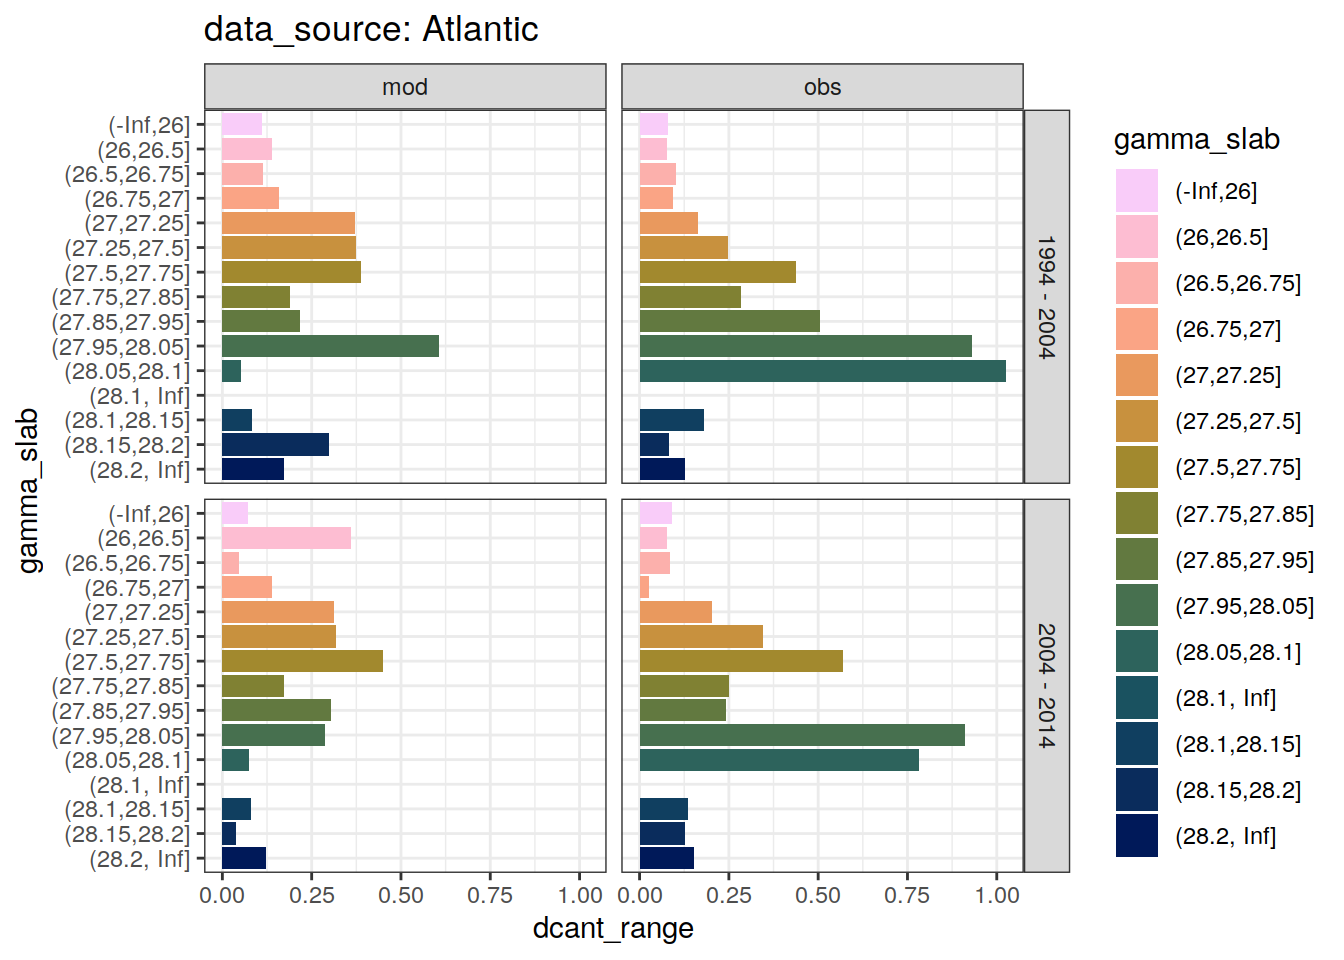 data_source: Atlantic
mod
obs
(-Inf,26]
(26,26.5]
(26.5,26.75]
(26.75,27]
(27,27.25]
(27.25,27.5]
(27.5,27.75]
(27.75,27.85]
(27.85,27.95]
(27.95,28.05]
(28.05,28.1]
(28.1, Inf]
(28.1,28.15]
(28.15,28.2]
(28.2, Inf]
1994 - 2004
(-Inf,26]
(26,26.5]
(26.5,26.75]
(26.75,27]
(27,27.25]
(27.25,27.5]
(27.5,27.75]
(27.75,27.85]
(27.85,27.95]
(27.95,28.05]
(28.05,28.1]
(28.1, Inf]
(28.1,28.15]
(28.15,28.2]
(28.2, Inf]
2004 - 2014
gamma_slab
0.00 0.25 0.50 0.75 1.00
0.00 0.25 0.50 0.75 1.00
dcant_range
gamma_slab
(-Inf,26]
(26,26.5]
(26.5,26.75]
(26.75,27]
(27,27.25]
(27.25,27.5]
(27.5,27.75]
(27.75,27.85]
(27.85,27.95]
(27.95,28.05]
(28.05,28.1]
(28.1, Inf]
(28.1,28.15]
(28.15,28.2]
(28.2, Inf]